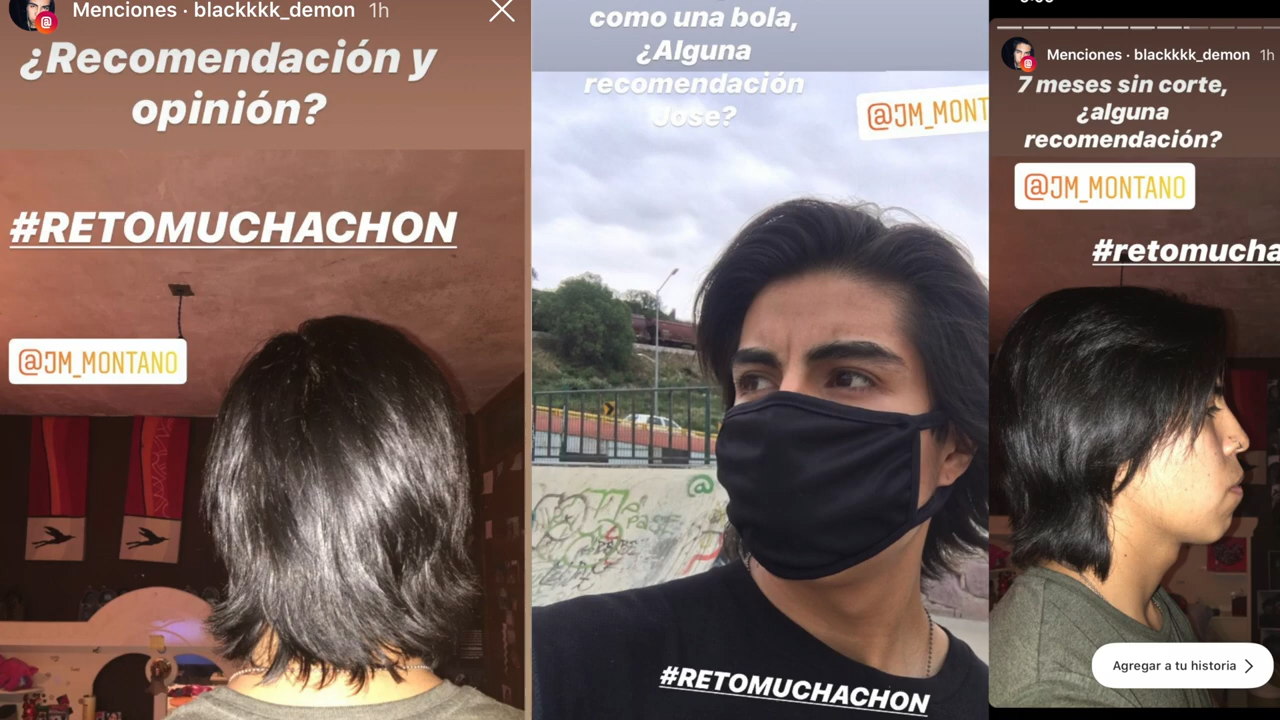 Menciones · blackkkk_demon 1h
¿Recomendación y
opinión?
#RETOMUCHACHON
@JM_MONTANO
como una bola,
¿Alguna
recomendación
Jose?
@JM_MONT
#RETOMUCHACHON
Menciones · blackkkk_demon 1h
7 meses sin corte,
¿alguna
recomendación?
@JM_MONTANO
#retomucha
Agregar a tu historia